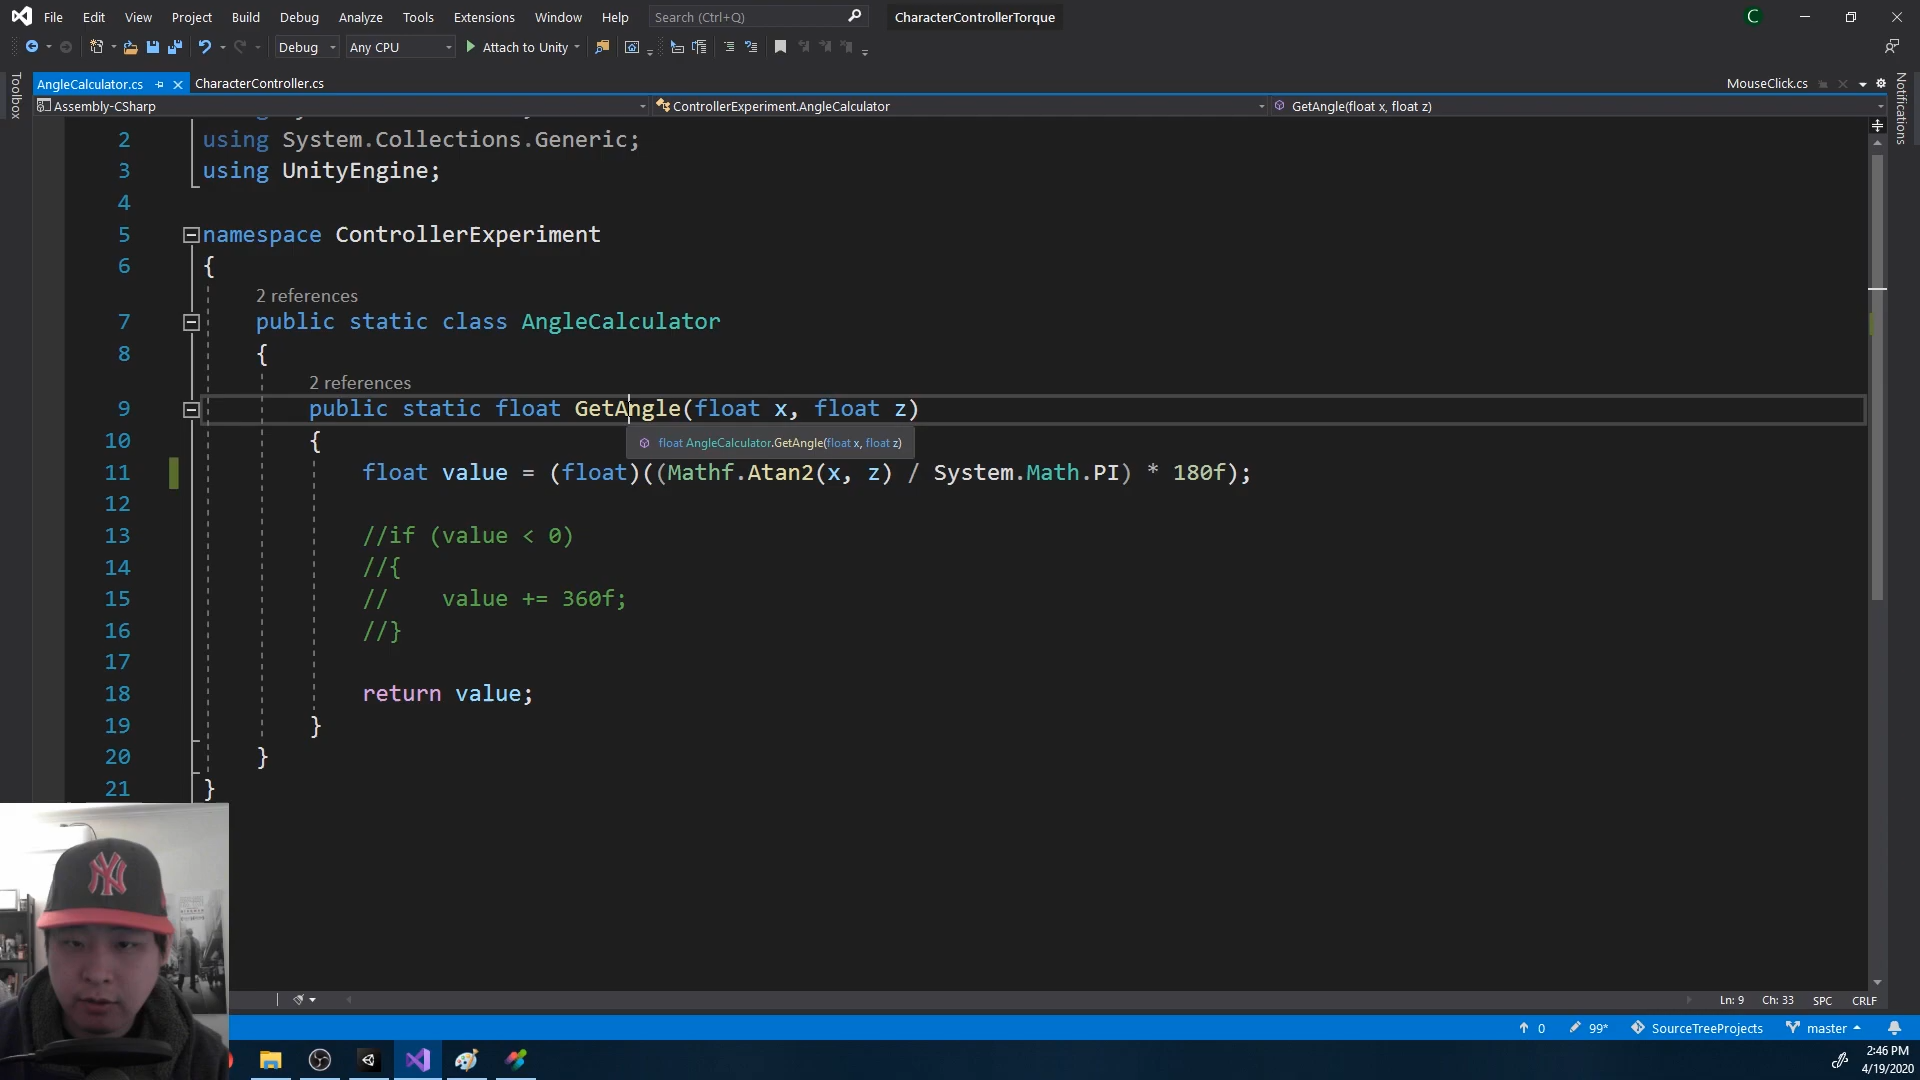 File Edit View Project Build Debug Analyze Tools Extensions Window Help Search (Ctrl+Q) CharacterControllerTorque C
Debug Any CPU Attach to Unity
AngleCalculator.cs CharacterController.cs MouseClick.cs
Toolbox
Notifications
Assembly-CSharp ControllerExperiment.AngleCalculator GetAngle(float x, float z)
2 using System.Collections.Generic;
3 using UnityEngine;
4
5 namespace ControllerExperiment
6 {
2 references
7 public static class AngleCalculator
8 {
2 references
9 public static float GetAngle(float x, float z)
10 {
float AngleCalculator.GetAngle(float x, float z)
11 float value = (float)((Mathf.Atan2(x, z) / System.Math.PI) * 180f);
12
13 //if (value < 0)
14 //{
15 // value += 360f;
16 //}
17
18 return value;
19 }
20 }
21 }
NY
Ln: 9 Ch: 33 SPC CRLF
0 99* SourceTreeProjects master
2:46 PM
4/19/2020